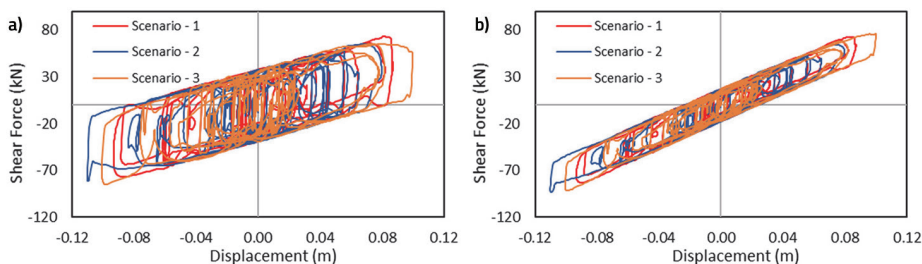 a)
Shear Force (kN)
80
30
-20
-70
-120
Scenario - 1
Scenario - 2
Scenario - 3
-0.12 -0.08 -0.04 0.00 0.04 0.08 0.12
Displacement (m)
b)
Shear Force (kN)
80
30
-20
-70
-120
Scenario - 1
Scenario - 2
Scenario - 3
-0.12 -0.08 -0.04 0.00 0.04 0.08 0.12
Displacement (m)